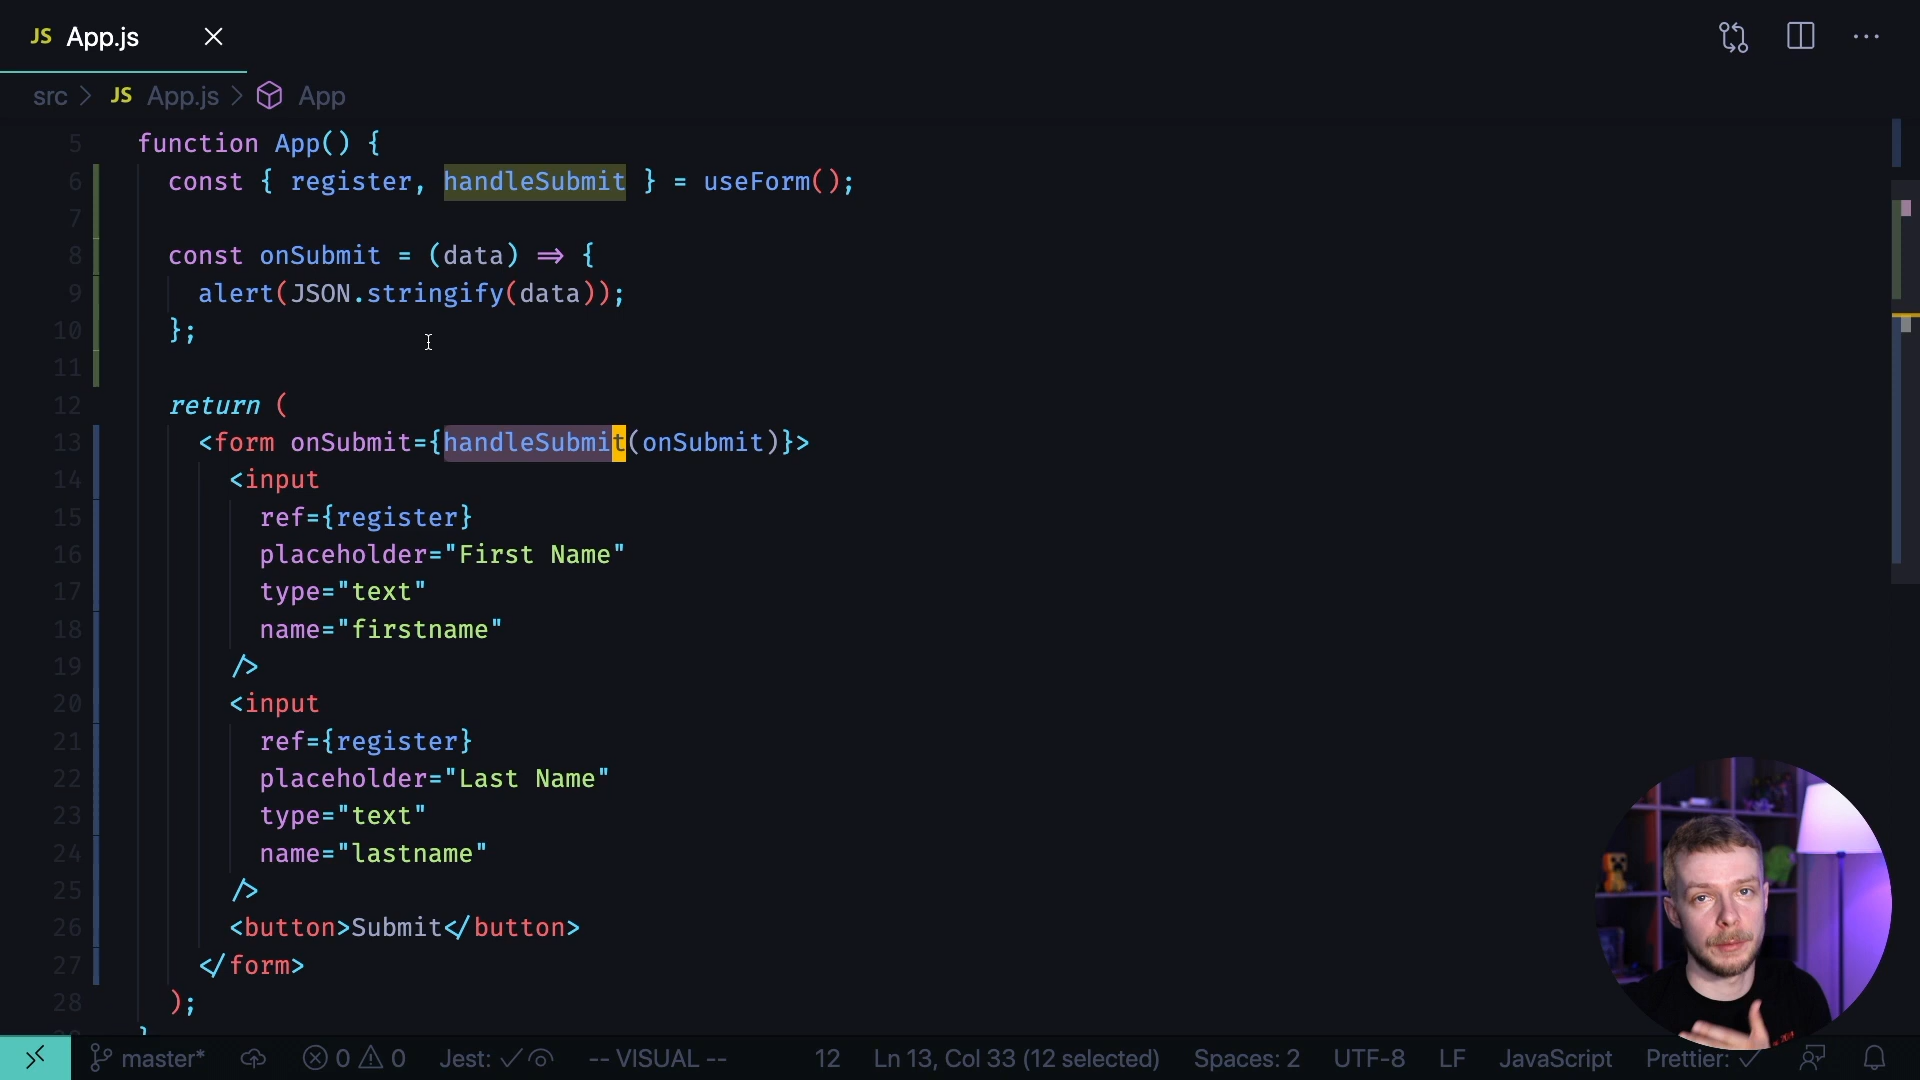 JS App.js
src > JS App.js > App
5 function App() {
6 const { register, handleSubmit } = useForm();
7
8 const onSubmit = (data) => {
9 alert(JSON.stringify(data));
10 };
11
12 return (
13 <form onSubmit={handleSubmit(onSubmit)}>
14 <input
15 ref={register}
16 placeholder="First Name"
17 type="text"
18 name="firstname"
19 />
20 <input
21 ref={register}
22 placeholder="Last Name"
23 type="text"
24 name="lastname"
25 />
26 <button>Submit</button>
27 </form>
28 );
}
master* 0 0 Jest: -- VISUAL -- 12 Ln 13, Col 33 (12 selected) Spaces: 2 UTF-8 LF JavaScript Prettier: